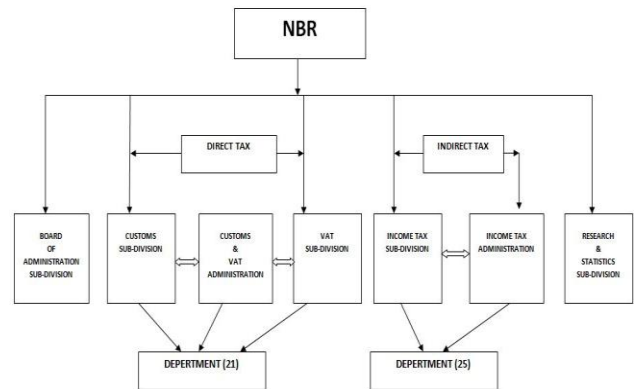 NBR
DIRECT TAX
INDIRECT TAX
BOARD
OF
ADMINISTRATION
SUB-DIVISION
CUSTOMS
SUB-DIVISION
CUSTOMS
&
VAT
ADMINISTRATION
VAT
SUB-DIVISION
INCOME TAX
SUB-DIVISION
INCOME TAX
ADMINISTRATION
RESEARCH
&
STATISTICS
SUB-DIVISION
DEPERTMENT (21)
DEPERTMENT (25)